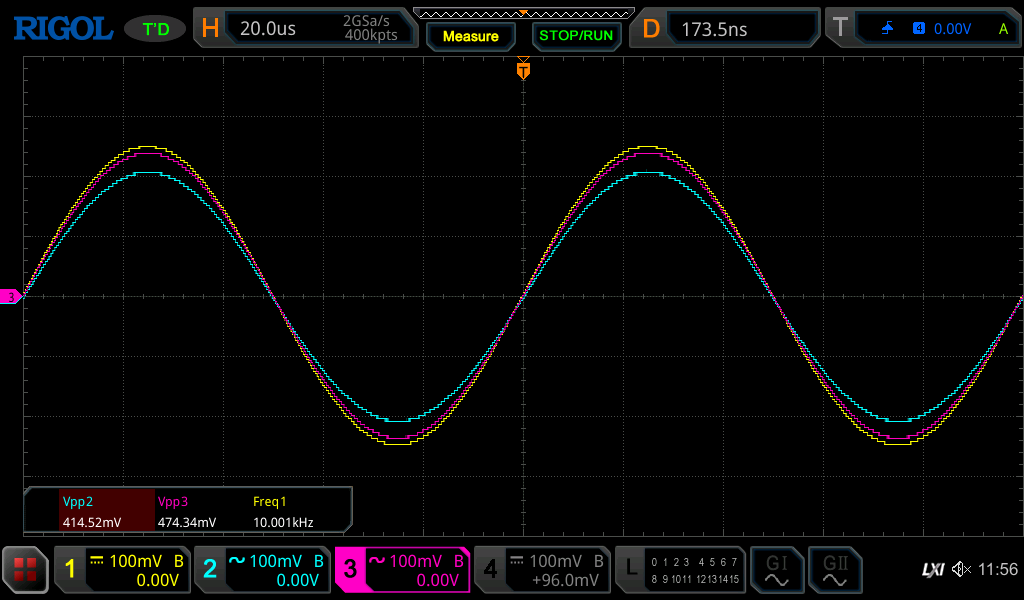 RIGOL T'D H 20.0us 2GSa/s 400kpts Measure STOP/RUN D 173.5ns T 4 0.00V A
T
3
Vpp2 Vpp3 Freq1
414.52mV 474.34mV 10.001kHz
1 100mV B 0.00V
2 100mV B 0.00V
3 100mV B 0.00V
4 100mV B +96.0mV
L 0 1 2 3 4 5 6 7
8 9 10 11 12 13 14 15
GI GII
LXI 11:56